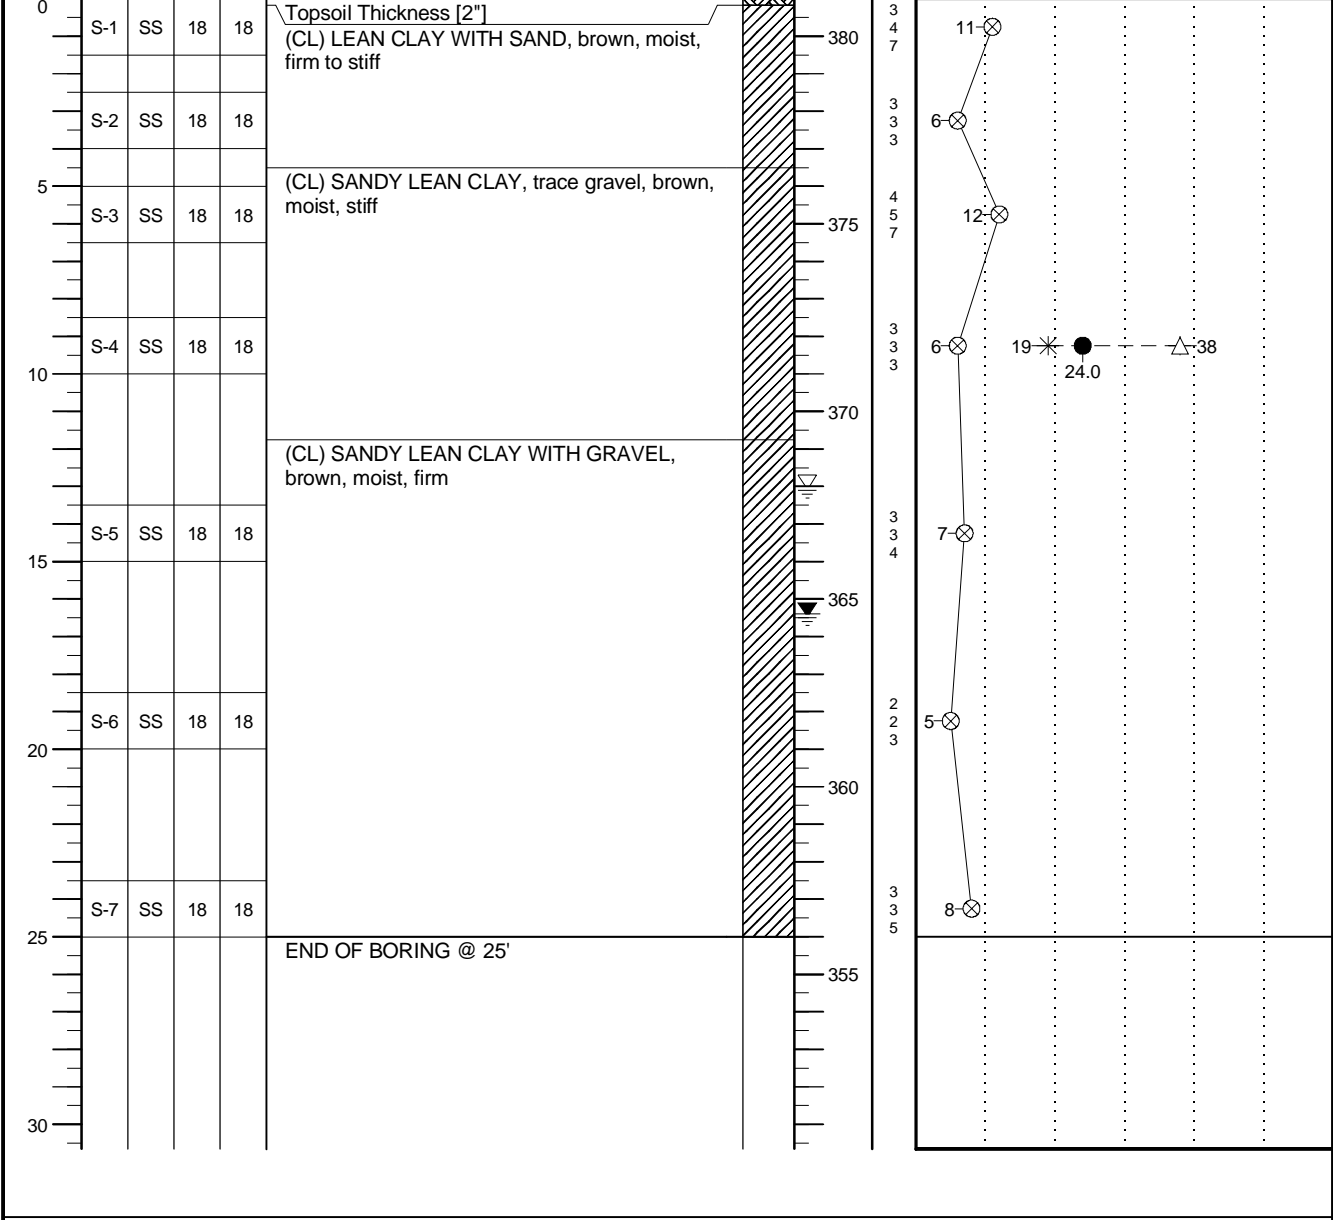 0
Topsoil Thickness [2"]
S-1 SS 18 18
(CL) LEAN CLAY WITH SAND, brown, moist,
firm to stiff
380
3
4
7
11
S-2 SS 18 18
3
3
3
6
5
(CL) SANDY LEAN CLAY, trace gravel, brown,
moist, stiff
S-3 SS 18 18
375
4
5
7
12
S-4 SS 18 18
3
3
3
6
19
38
24.0
10
370
(CL) SANDY LEAN CLAY WITH GRAVEL,
brown, moist, firm
S-5 SS 18 18
3
3
4
7
15
365
S-6 SS 18 18
2
2
3
5
20
360
S-7 SS 18 18
3
3
5
8
25
END OF BORING @ 25'
355
30